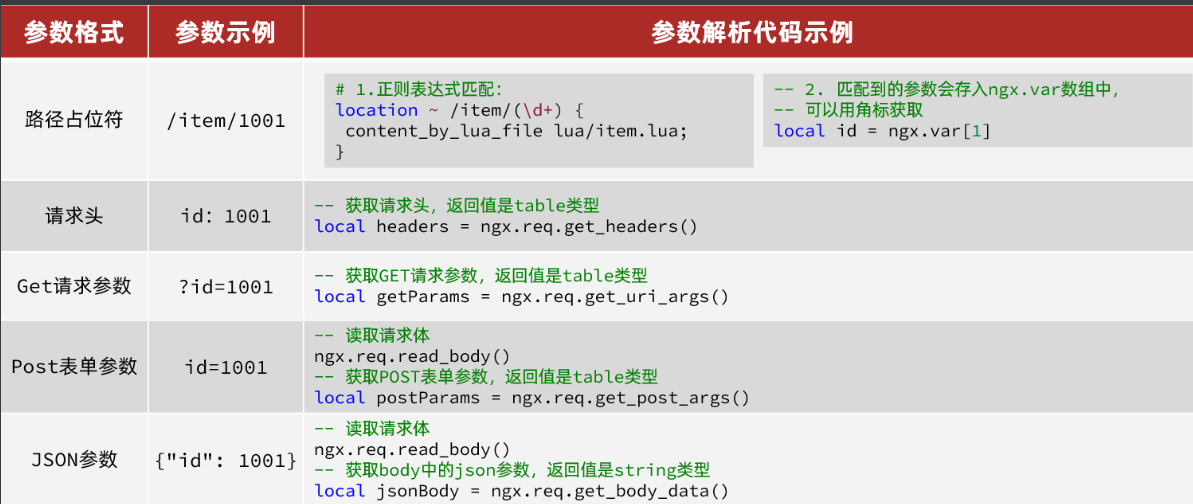 参数格式 参数示例 参数解析代码示例
路径占位符 /item/1001
# 1.正则表达式匹配：
location ~ /item/(\d+) {
content_by_lua_file lua/item.lua;
}
-- 2. 匹配到的参数会存入ngx.var数组中，
-- 可以用角标获取
local id = ngx.var[1]
请求头 id: 1001
-- 获取请求头，返回值是table类型
local headers = ngx.req.get_headers()
Get请求参数 ?id=1001
-- 获取GET请求参数，返回值是table类型
local getParams = ngx.req.get_uri_args()
Post表单参数 id=1001
-- 读取请求体
ngx.req.read_body()
-- 获取POST表单参数，返回值是table类型
local postParams = ngx.req.get_post_args()
JSON参数 {"id": 1001}
-- 读取请求体
ngx.req.read_body()
-- 获取body中的json参数，返回值是string类型
local jsonBody = ngx.req.get_body_data()